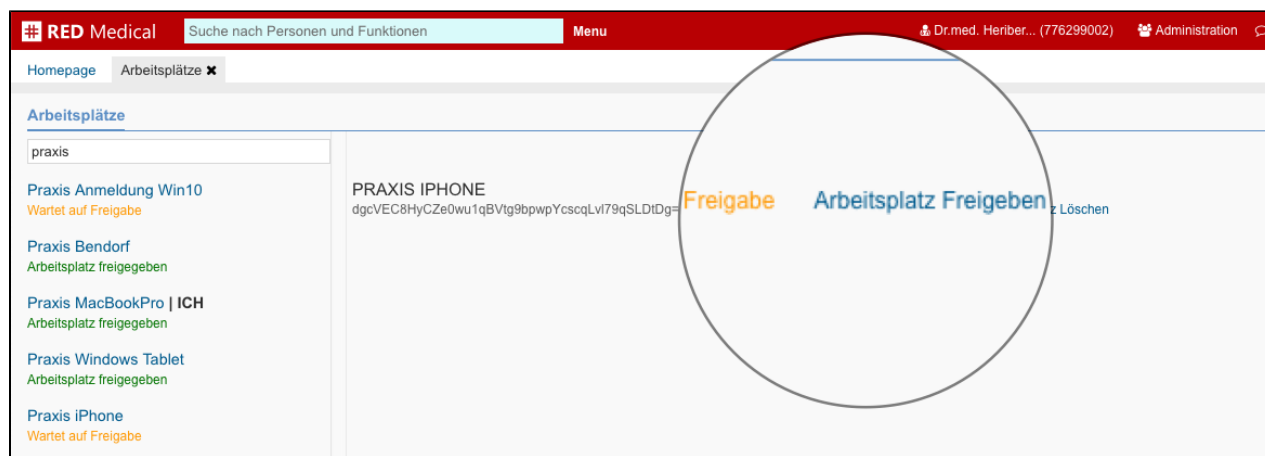 # RED Medical Suche nach Personen und Funktionen Menu Dr.med. Heriber... (776299002) Administration
Homepage Arbeitsplätze ✖
Arbeitsplätze
praxis
Praxis Anmeldung Win10
Wartet auf Freigabe
Praxis Bendorf
Arbeitsplatz freigegeben
Praxis MacBookPro | ICH
Arbeitsplatz freigegeben
Praxis Windows Tablet
Arbeitsplatz freigegeben
Praxis iPhone
Wartet auf Freigabe
PRAXIS IPHONE
dgcVEC8HyCZe0wu1qBVtg9bpwpYcscqLvl79qSLDtDg= Freigabe Arbeitsplatz Freigeben z Löschen